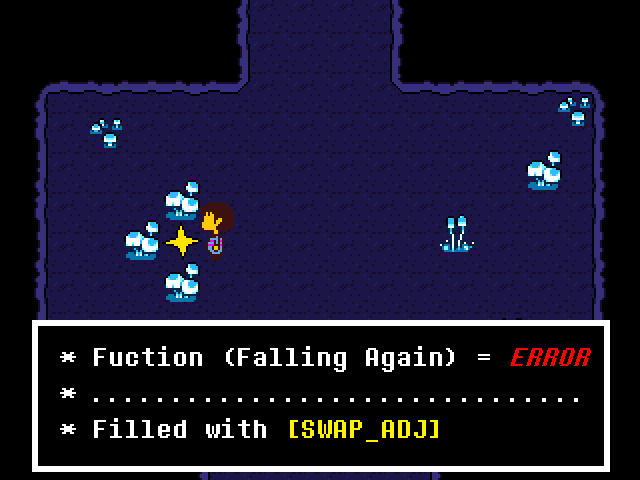 * Fuction (Falling Again) = ERROR
* .................................
* Filled with [SWAP_ADJ]